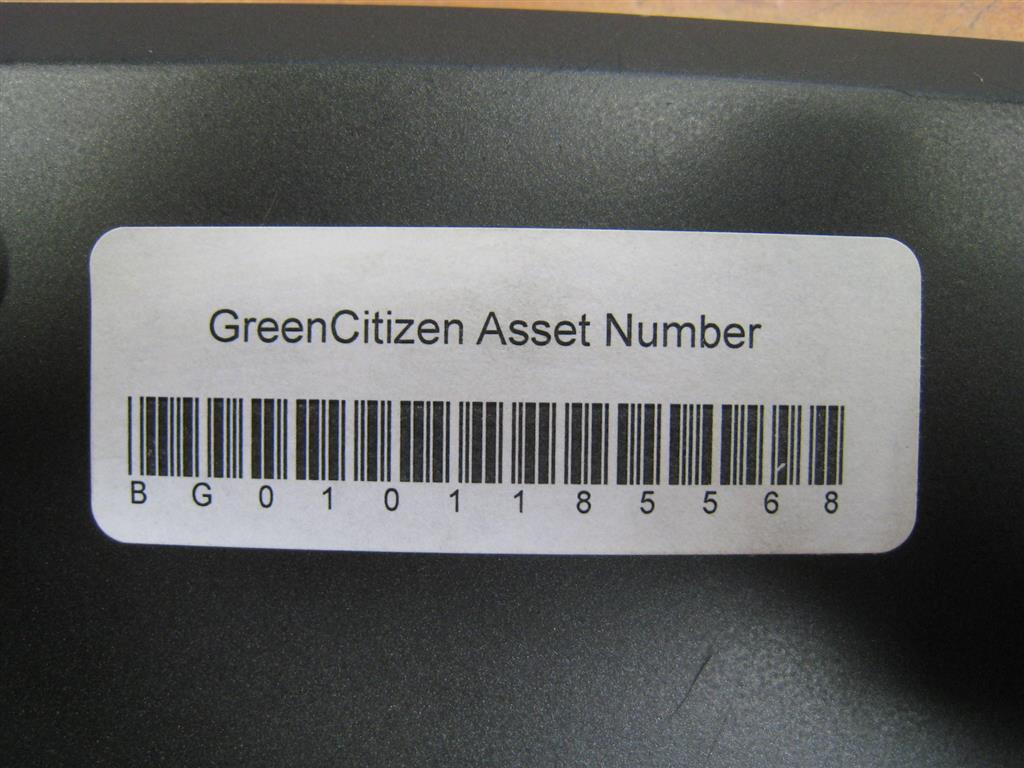 GreenCitizen Asset Number
B G 0 1 0 1 1 8 5 5 6 8